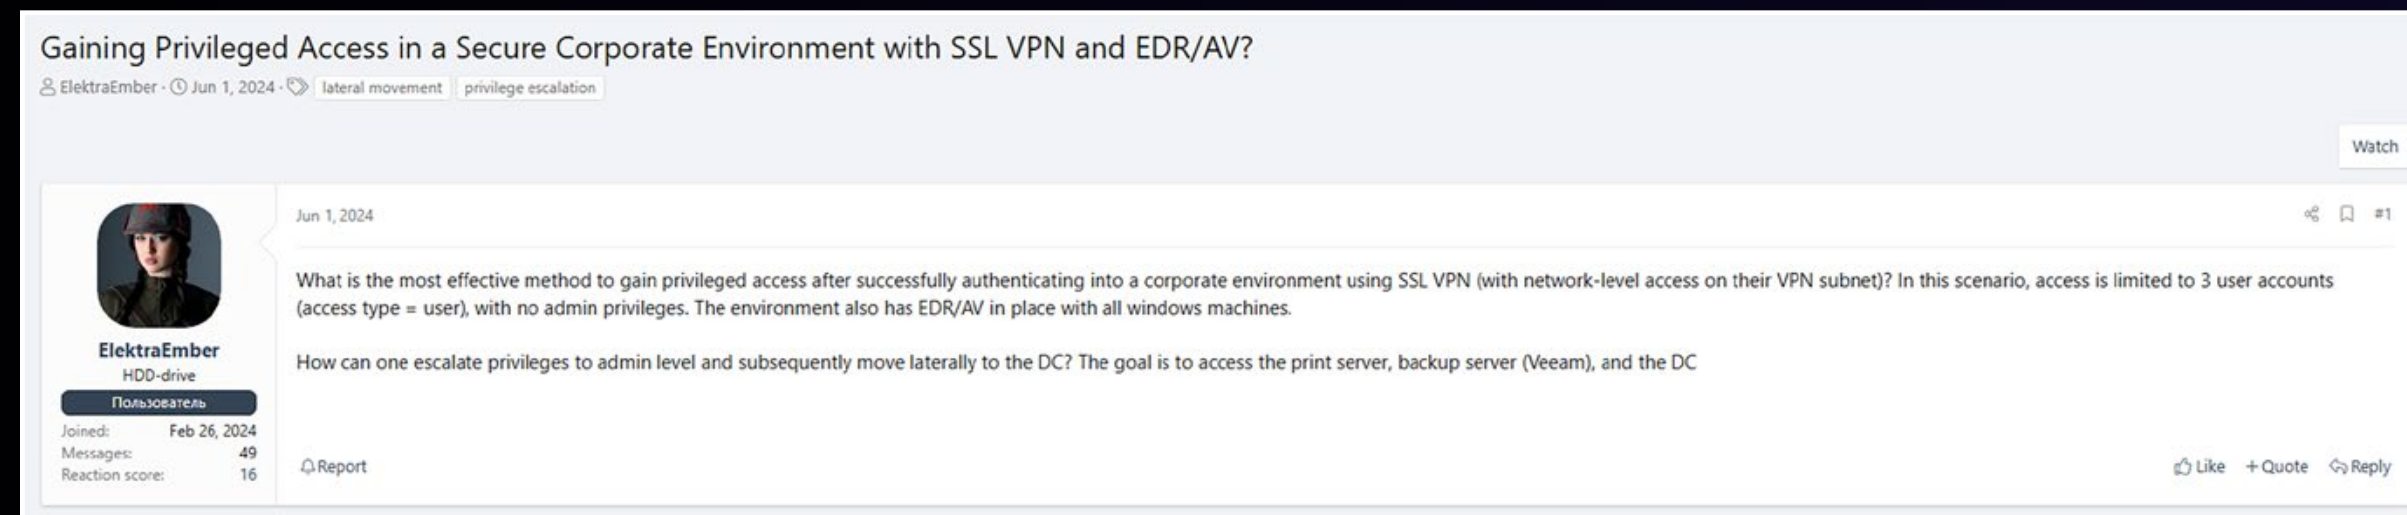 Gaining Privileged Access in a Secure Corporate Environment with SSL VPN and EDR/AV?
ElektraEmber · Jun 1, 2024 · lateral movement privilege escalation
Watch
Jun 1, 2024 #1
What is the most effective method to gain privileged access after successfully authenticating into a corporate environment using SSL VPN (with network-level access on their VPN subnet)? In this scenario, access is limited to 3 user accounts
(access type = user), with no admin privileges. The environment also has EDR/AV in place with all windows machines.
How can one escalate privileges to admin level and subsequently move laterally to the DC? The goal is to access the print server, backup server (Veeam), and the DC
ElektraEmber
HDD-drive
Пользователь
Joined: Feb 26, 2024
Messages: 49
Reaction score: 16
Report
Like +Quote Reply